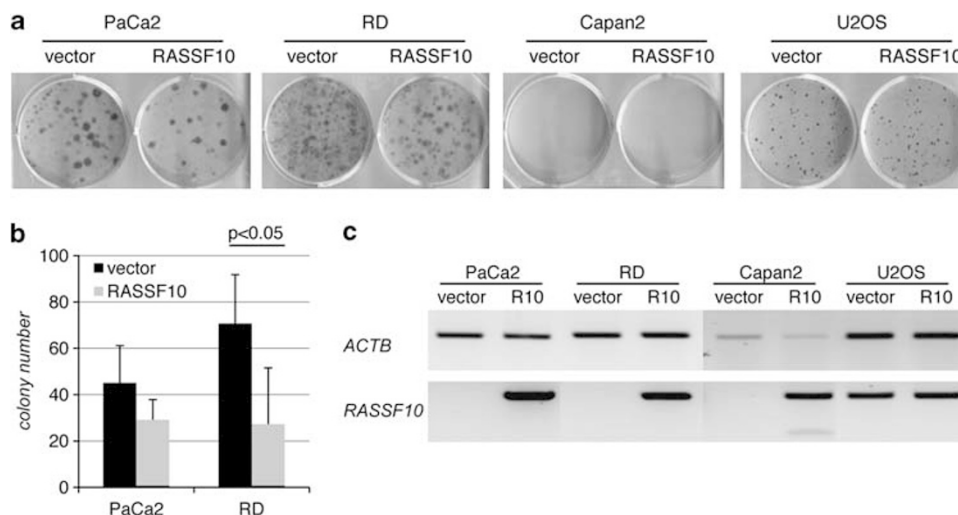 a
PaCa2 RD Capan2 U2OS
vector RASSF10 vector RASSF10 vector RASSF10 vector RASSF10
b
p<0.05
100
80
60
40
20
0
colony number
vector
RASSF10
PaCa2 RD
c
PaCa2 RD Capan2 U2OS
vector R10 vector R10 vector R10 vector R10
ACTB
RASSF10